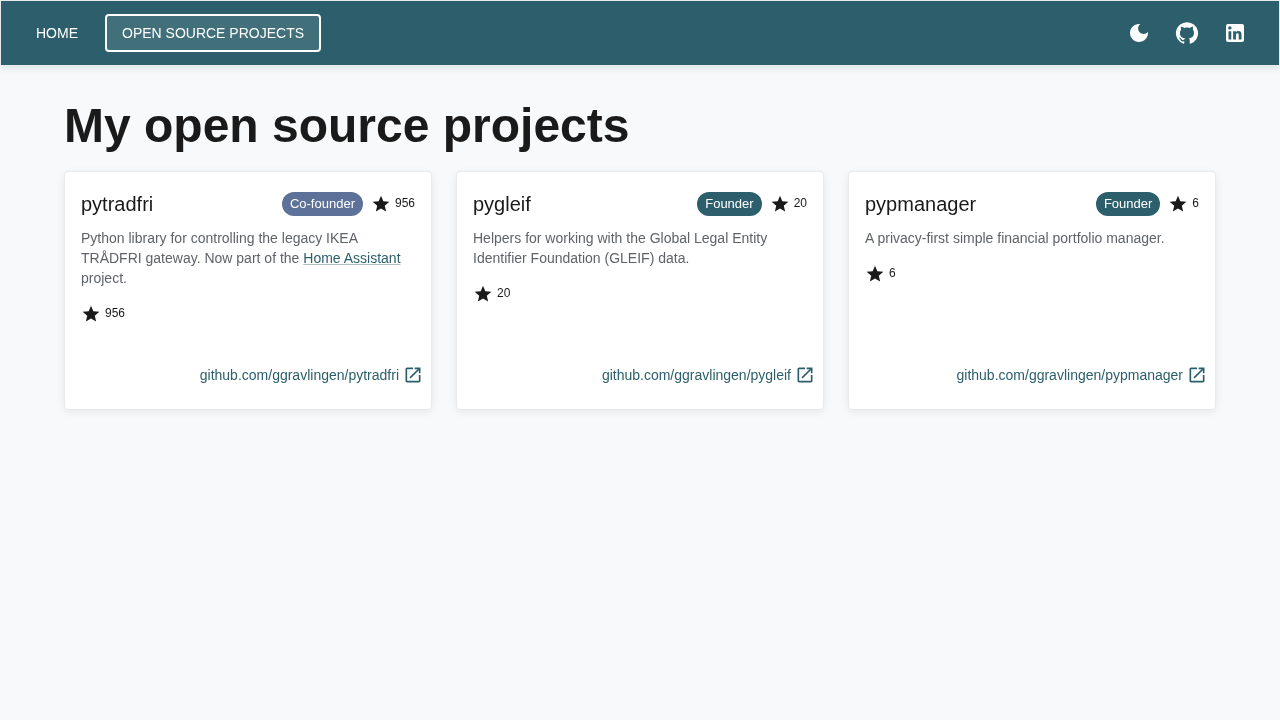 HOME OPEN SOURCE PROJECTS
My open source projects
pytradfri Co-founder 956
Python library for controlling the legacy IKEA
TRÅDFRI gateway. Now part of the Home Assistant
project.
956
github.com/ggravlingen/pytradfri
pygleif Founder 20
Helpers for working with the Global Legal Entity
Identifier Foundation (GLEIF) data.
20
github.com/ggravlingen/pygleif
pypmanager Founder 6
A privacy-first simple financial portfolio manager.
6
github.com/ggravlingen/pypmanager